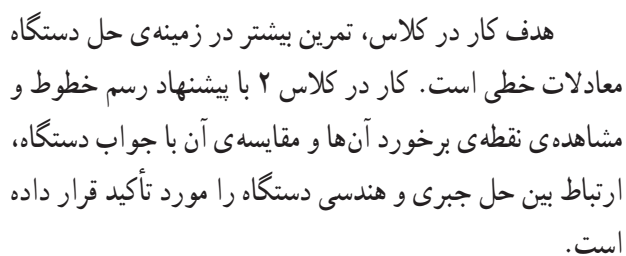 هدف کار در کلاس، تمرین بیشتر در زمینه‌ی حل دستگاه
معادلات خطی است. کار در کلاس ۲ با پیشنهاد رسم خطوط و
مشاهده‌ی نقطه‌ی برخورد آن‌ها و مقایسه‌ی آن با جواب دستگاه،
ارتباط بین حل جبری و هندسی دستگاه را مورد تأکید قرار داده
است.